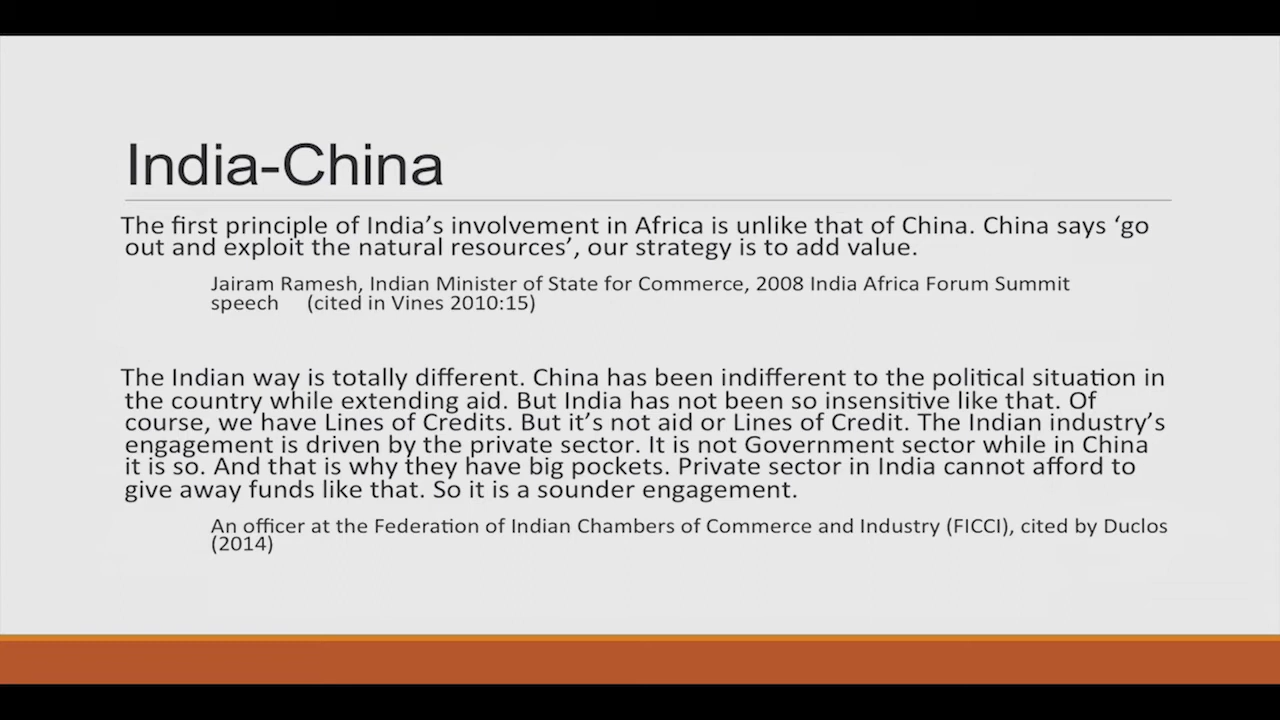 India-China
The first principle of India’s involvement in Africa is unlike that of China. China says ‘go
out and exploit the natural resources’, our strategy is to add value.
Jairam Ramesh, Indian Minister of State for Commerce, 2008 India Africa Forum Summit
speech (cited in Vines 2010:15)
The Indian way is totally different. China has been indifferent to the political situation in
the country while extending aid. But India has not been so insensitive like that. Of
course, we have Lines of Credits. But it’s not aid or Lines of Credit. The Indian industry’s
engagement is driven by the private sector. It is not Government sector while in China
it is so. And that is why they have big pockets. Private sector in India cannot afford to
give away funds like that. So it is a sounder engagement.
An officer at the Federation of Indian Chambers of Commerce and Industry (FICCI), cited by Duclos
(2014)